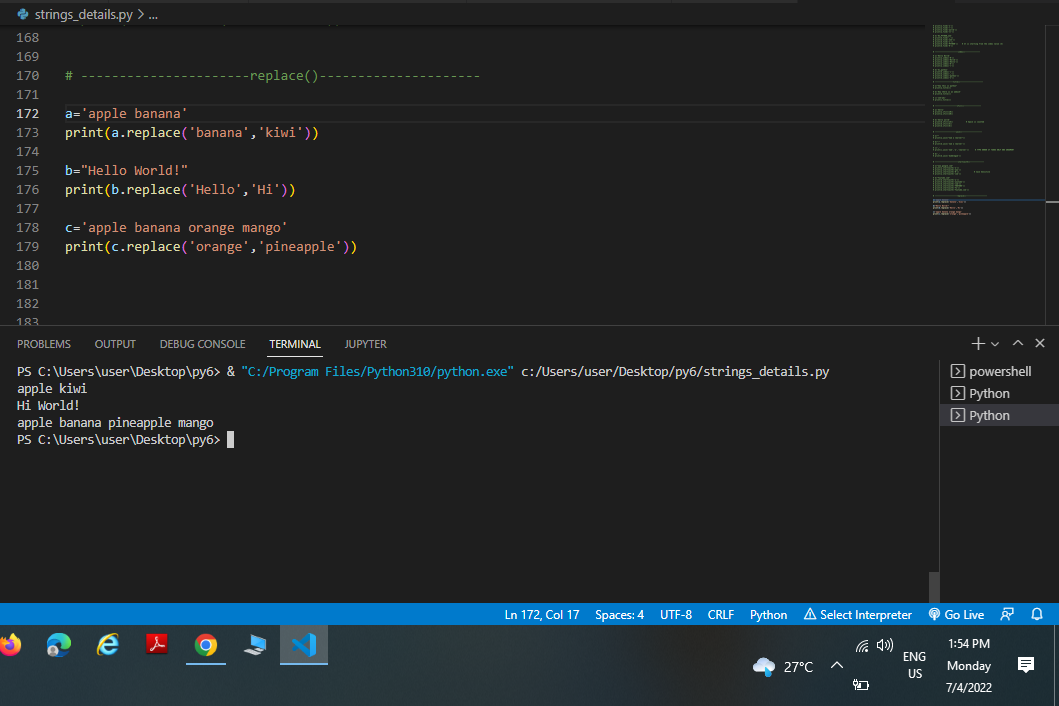 strings_details.py > ...
168
169
170 # ----------------------replace()---------------------
171
172 a='apple banana'
173 print(a.replace('banana','kiwi'))
174
175 b="Hello World!"
176 print(b.replace('Hello','Hi'))
177
178 c='apple banana orange mango'
179 print(c.replace('orange','pineapple'))
180
181
182
183
PROBLEMS OUTPUT DEBUG CONSOLE TERMINAL JUPYTER
PS C:\Users\user\Desktop\py6> & "C:/Program Files/Python310/python.exe" c:/Users/user/Desktop/py6/strings_details.py
apple kiwi
Hi World!
apple banana pineapple mango
PS C:\Users\user\Desktop\py6>
powershell
Python
Python
Ln 172, Col 17 Spaces: 4 UTF-8 CRLF Python Select Interpreter Go Live
27°C
ENG
US
1:54 PM
Monday
7/4/2022